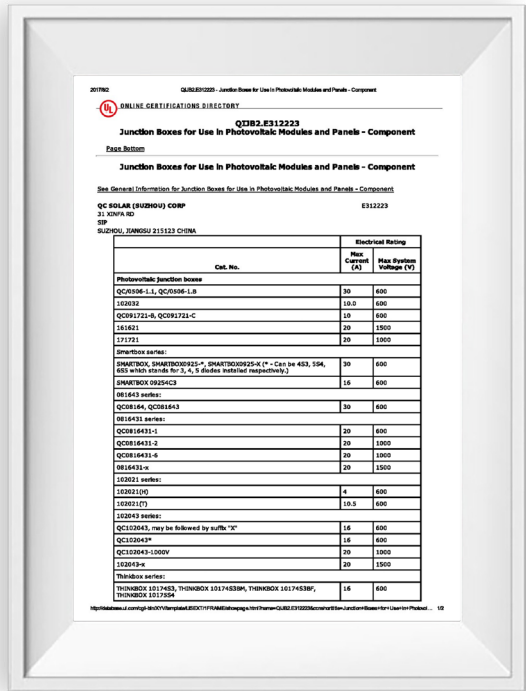 2017/8/2 QIJB2.E312223 - Junction Boxes for Use in Photovoltaic Modules and Panels - Component
UL ONLINE CERTIFICATIONS DIRECTORY
QIJB2.E312223
Junction Boxes for Use in Photovoltaic Modules and Panels - Component
Page Bottom
Junction Boxes for Use in Photovoltaic Modules and Panels - Component
See General Information for Junction Boxes for Use in Photovoltaic Modules and Panels - Component
QC SOLAR (SUZHOU) CORP E312223
31 XINFA RD
SIP
SUZHOU, JIANGSU 215123 CHINA
Electrical Rating
Cat. No. Max Current (A) Max System Voltage (V)
Photovoltaic junction boxes
QC/0506-1.1, QC/0506-1.B 30 600
102032 10.0 600
QC091721-B, QC091721-C 10 600
161621 20 1500
171721 20 1000
Smartbox series:
SMARTBOX, SMARTBOX0925-*, SMARTBOX0925-X (* - Can be 4S3, 5S4,
6S5 which stands for 3, 4, 5 diodes installed respectively.) 30 600
SMARTBOX 09254C3 16 600
081643 series:
QC08164, QC081643 30 600
0816431 series:
QC0816431-1 20 600
QC0816431-2 20 1000
QC0816431-6 20 1000
0816431-x 20 1500
102021 series:
102021(H) 4 600
102021(T) 10.5 600
102043 series:
QC102043, may be followed by suffix "X" 16 600
QC102043* 16 600
QC102043-1000V 20 1000
102043-x 20 1500
Thinkbox series:
THINKBOX 1017453, THINKBOX 10174S3BM, THINKBOX 10174S3BF,
THINKBOX 10175S4 16 600
1/2